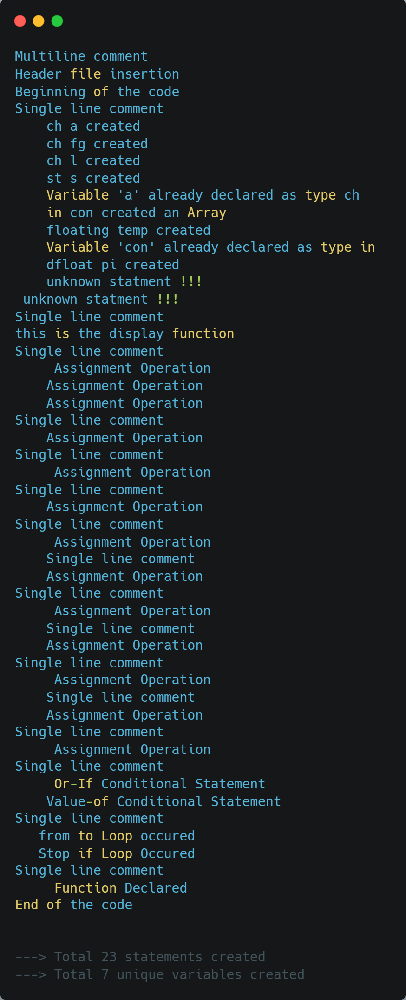 Multiline comment
Header file insertion
Beginning of the code
Single line comment
    ch a created
    ch fg created
    ch l created
    st s created
    Variable 'a' already declared as type ch
    in con created an Array
    floating temp created
    Variable 'con' already declared as type in
    dfloat pi created
    unknown statment !!!
 unknown statment !!!
Single line comment
this is the display function
Single line comment
     Assignment Operation
    Assignment Operation
    Assignment Operation
Single line comment
    Assignment Operation
Single line comment
     Assignment Operation
Single line comment
    Assignment Operation
Single line comment
     Assignment Operation
    Single line comment
    Assignment Operation
Single line comment
     Assignment Operation
    Single line comment
    Assignment Operation
Single line comment
     Assignment Operation
    Single line comment
    Assignment Operation
Single line comment
     Assignment Operation
Single line comment
     Or-If Conditional Statement
    Value-of Conditional Statement
Single line comment
   from to Loop occured
   Stop if Loop Occured
Single line comment
     Function Declared
End of the code
---> Total 23 statements created
---> Total 7 unique variables created